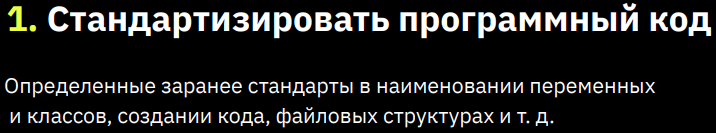 1. Стандартизировать программный код
Определенные заранее стандарты в наименовании переменных
и классов, создании кода, файловых структурах и т. д.